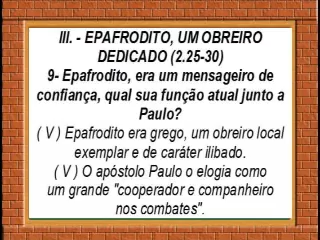 III. - EPAFRODITO, UM OBREIRO
DEDICADO (2.25-30)
9- Epafrodito, era um mensageiro de
confiança, qual sua função atual junto a
Paulo?
( V ) Epafrodito era grego, um obreiro local
exemplar e de caráter ilibado.
( V ) O apóstolo Paulo o elogia como
um grande "cooperador e companheiro
nos combates".